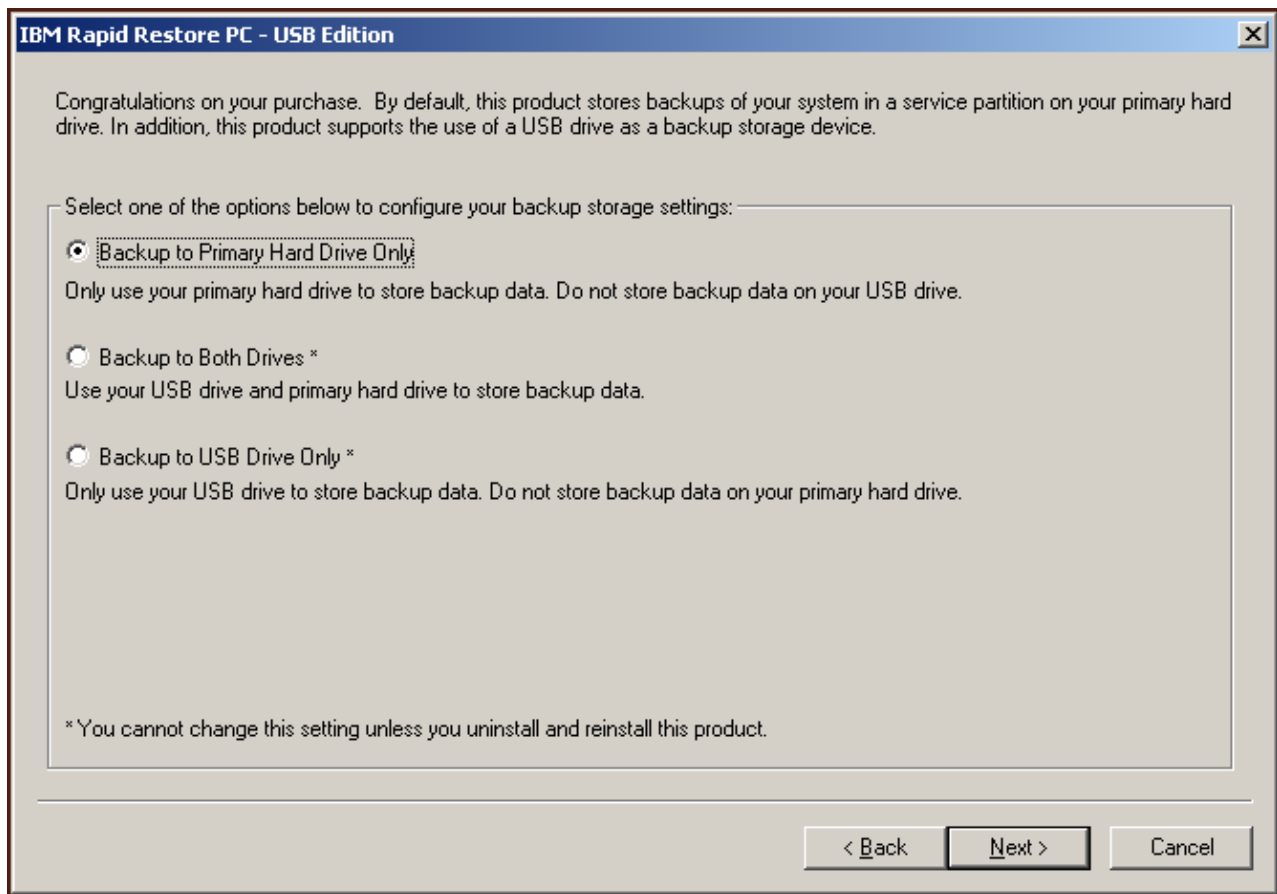 IBM Rapid Restore PC - USB Edition
Congratulations on your purchase.  By default, this product stores backups of your system in a service partition on your primary hard
drive. In addition, this product supports the use of a USB drive as a backup storage device.
Select one of the options below to configure your backup storage settings:
Backup to Primary Hard Drive Only
Only use your primary hard drive to store backup data. Do not store backup data on your USB drive.
Backup to Both Drives *
Use your USB drive and primary hard drive to store backup data.
Backup to USB Drive Only *
Only use your USB drive to store backup data. Do not store backup data on your primary hard drive.
* You cannot change this setting unless you uninstall and reinstall this product.
< Back Next > Cancel